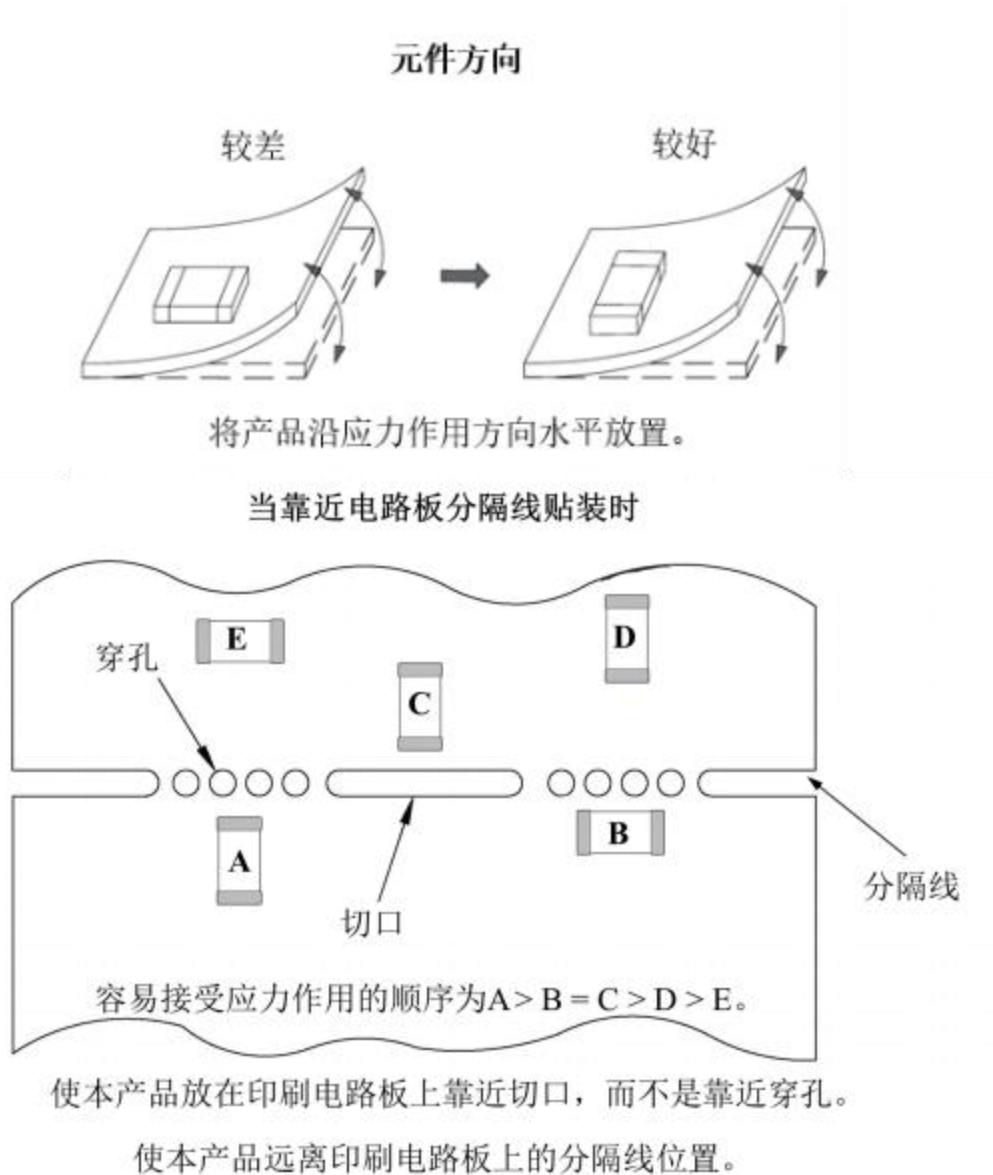 元件方向
较差
较好
将产品沿应力作用方向水平放置。
当靠近电路板分隔线贴装时
E
D
穿孔
C
A
B
分隔线
切口
容易接受应力作用的顺序为A > B = C > D > E。
使本产品放在印刷电路板上靠近切口，而不是靠近穿孔。
使本产品远离印刷电路板上的分隔线位置。